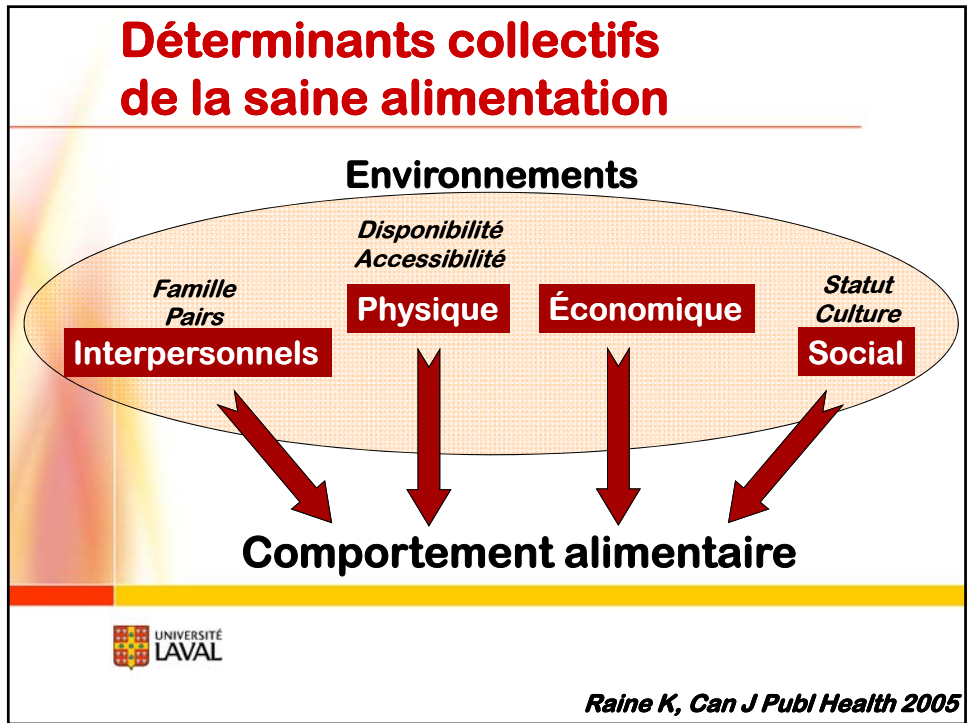 Déterminants collectifs
de la saine alimentation
Environnements
Famille
Pairs
Interpersonnels
Disponibilité
Accessibilité
Physique
Économique
Statut
Culture
Social
Comportement alimentaire
UNIVERSITÉ
LAVAL
Raine K, Can J Publ Health 2005